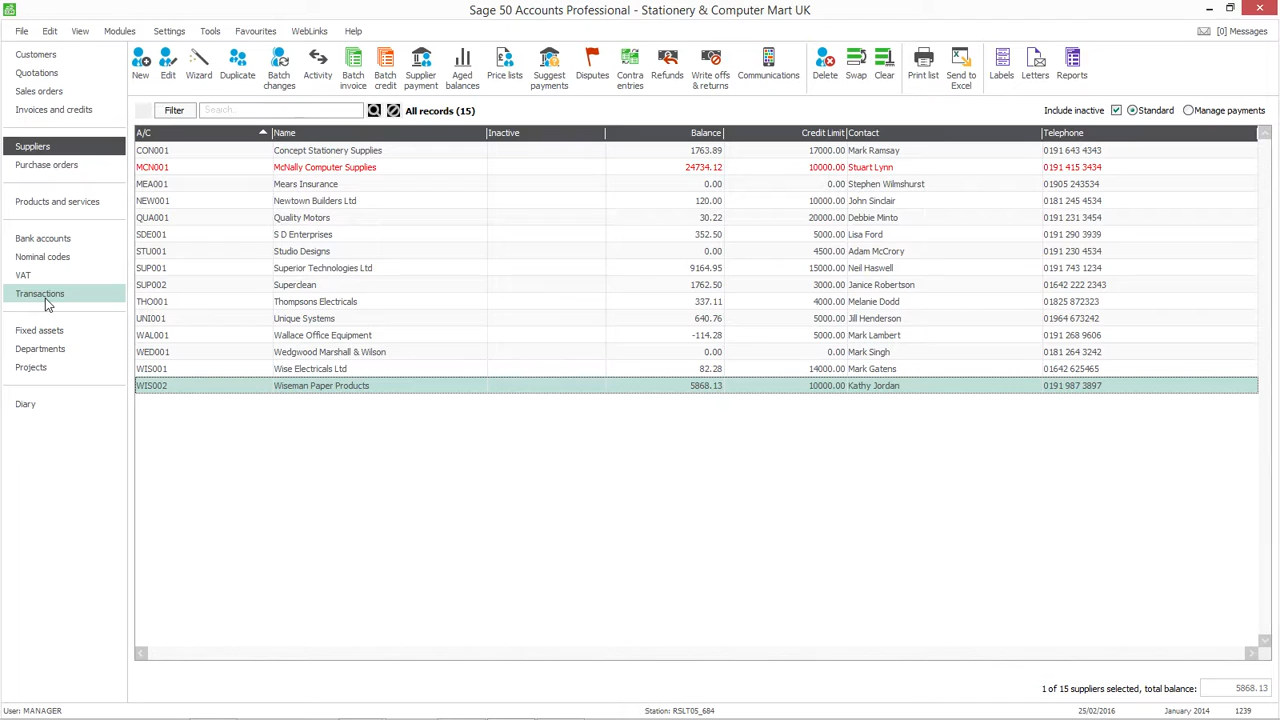 Sage 50 Accounts Professional - Stationery & Computer Mart UK
File Edit View Modules Settings Tools Favourites WebLinks Help [0] Messages
Customers
Quotations
Sales orders
Invoices and credits
Suppliers
Purchase orders
Products and services
Bank accounts
Nominal codes
VAT
Transactions
Fixed assets
Departments
Projects
Diary
New Edit Wizard Duplicate Batch changes Activity Batch invoice Batch credit Supplier payment Aged balances Price lists Suggest payments Disputes Contra entries Refunds Write offs & returns Communications Delete Swap Clear Print list Send to Excel Labels Letters Reports
Filter Search... All records (15) Include inactive Standard Manage payments
A/C Name Inactive Balance Credit Limit Contact Telephone
CON001 Concept Stationery Supplies 1763.89 17000.00 Mark Ramsay 0191 643 4343
MCN001 McNally Computer Supplies 24734.12 10000.00 Stuart Lynn 0191 415 3434
MEA001 Mears Insurance 0.00 0.00 Stephen Wilmshurst 01905 243534
NEW001 Newtown Builders Ltd 120.00 10000.00 John Sinclair 0181 245 4534
QUA001 Quality Motors 30.22 20000.00 Debbie Minto 0191 231 3454
SDE001 S D Enterprises 352.50 5000.00 Lisa Ford 0191 290 3939
STU001 Studio Designs 0.00 4500.00 Adam McCrory 0191 230 4534
SUP001 Superior Technologies Ltd 9164.95 15000.00 Neil Haswell 0191 743 1234
SUP002 Superclean 1762.50 3000.00 Janice Robertson 01642 222 2343
THO001 Thompsons Electricals 337.11 4000.00 Melanie Dodd 01825 872323
UNI001 Unique Systems 640.76 5000.00 Jill Henderson 01964 673242
WAL001 Wallace Office Equipment -114.28 5000.00 Mark Lambert 0191 268 9606
WED001 Wedgwood Marshall & Wilson 0.00 0.00 Mark Singh 0181 264 3242
WIS001 Wise Electricals Ltd 82.28 14000.00 Mark Gatens 01642 625465
WIS002 Wiseman Paper Products 5868.13 10000.00 Kathy Jordan 0191 987 3897
1 of 15 suppliers selected, total balance: 5868.13
User: MANAGER Station: RSLT05_684 25/02/2016 January 2014 1239